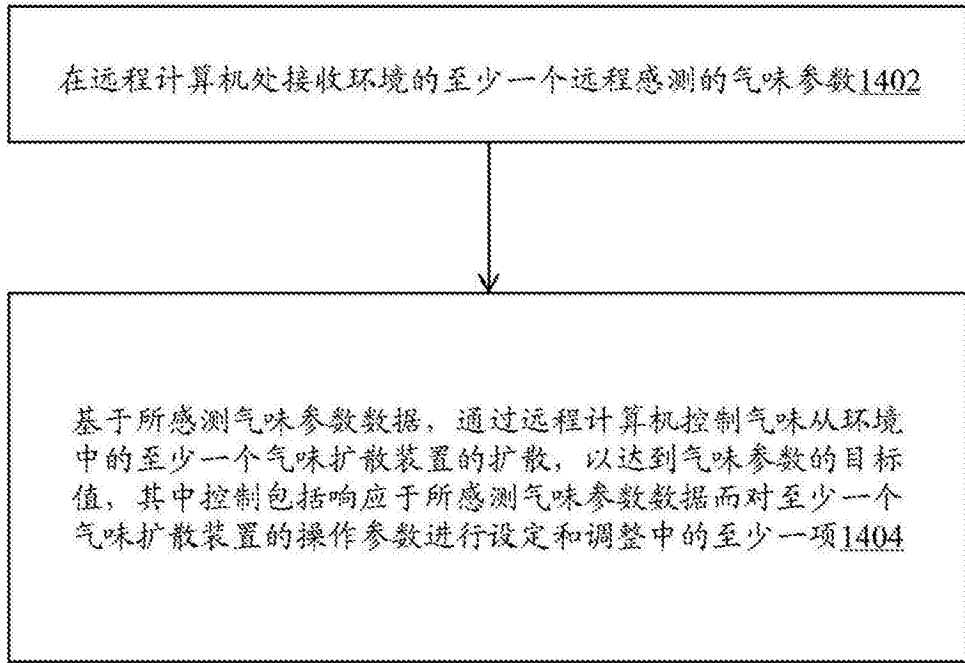 在远程计算机处接收环境的至少一个远程感测的气味参数1402
基于所感测气味参数数据，通过远程计算机控制气味从环境
中的至少一个气味扩散装置的扩散，以达到气味参数的目标
值，其中控制包括响应于所感测气味参数数据而对至少一个
气味扩散装置的操作参数进行设定和调整中的至少一项1404